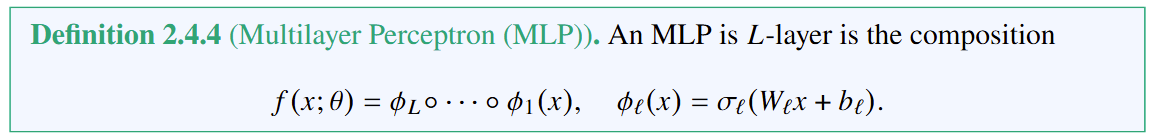 Definition 2.4.4 (Multilayer Perceptron (MLP)). An MLP is L-layer is the composition
f(x; θ) = ϕ_L ∘ ⋯ ∘ ϕ_1(x), ϕ_ℓ(x) = σ_ℓ(W_ℓx + b_ℓ).